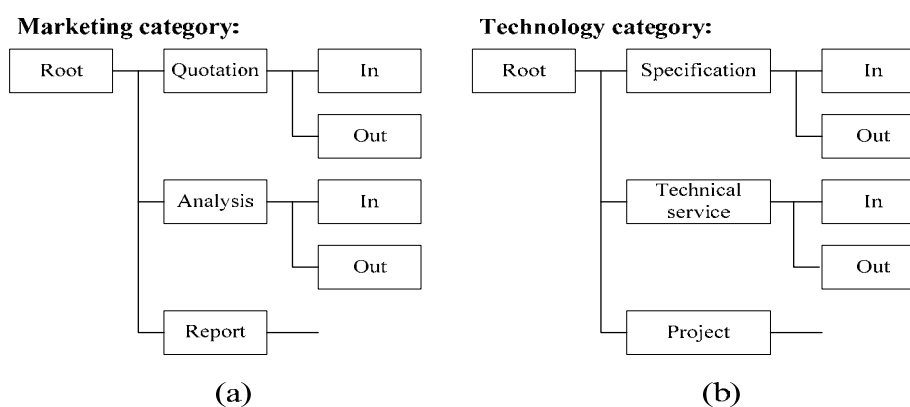 Marketing category:
Root
Quotation
In
Out
Analysis
In
Out
Report
(a)
Technology category:
Root
Specification
In
Out
Technical
service
In
Out
Project
(b)